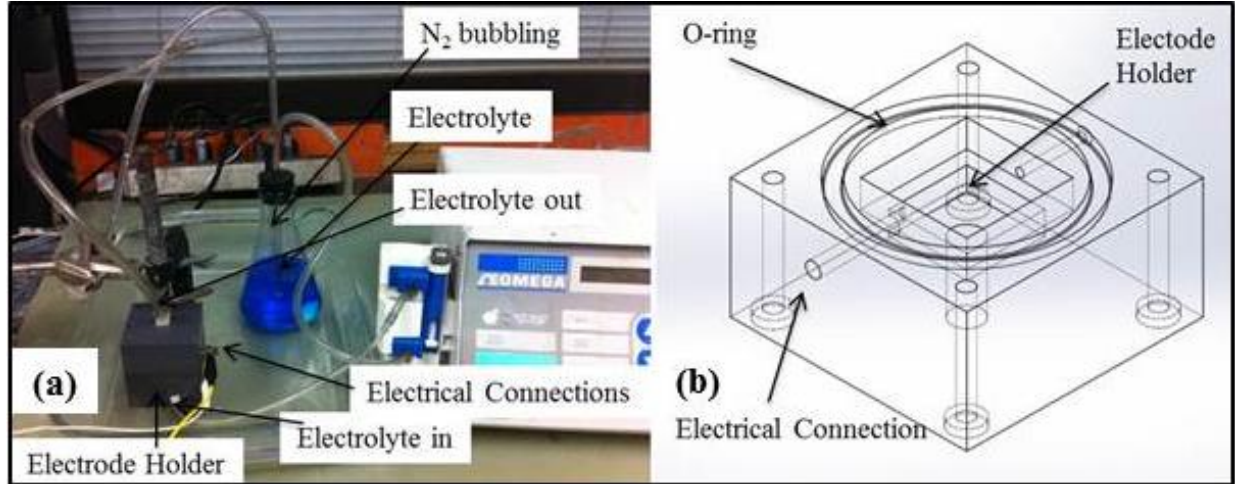 N₂ bubbling
Electrolyte
Electrolyte out
OMEGA
(a)
Electrical Connections
Electrolyte in
Electrode Holder
O-ring
Electode
Holder
(b)
Electrical Connection